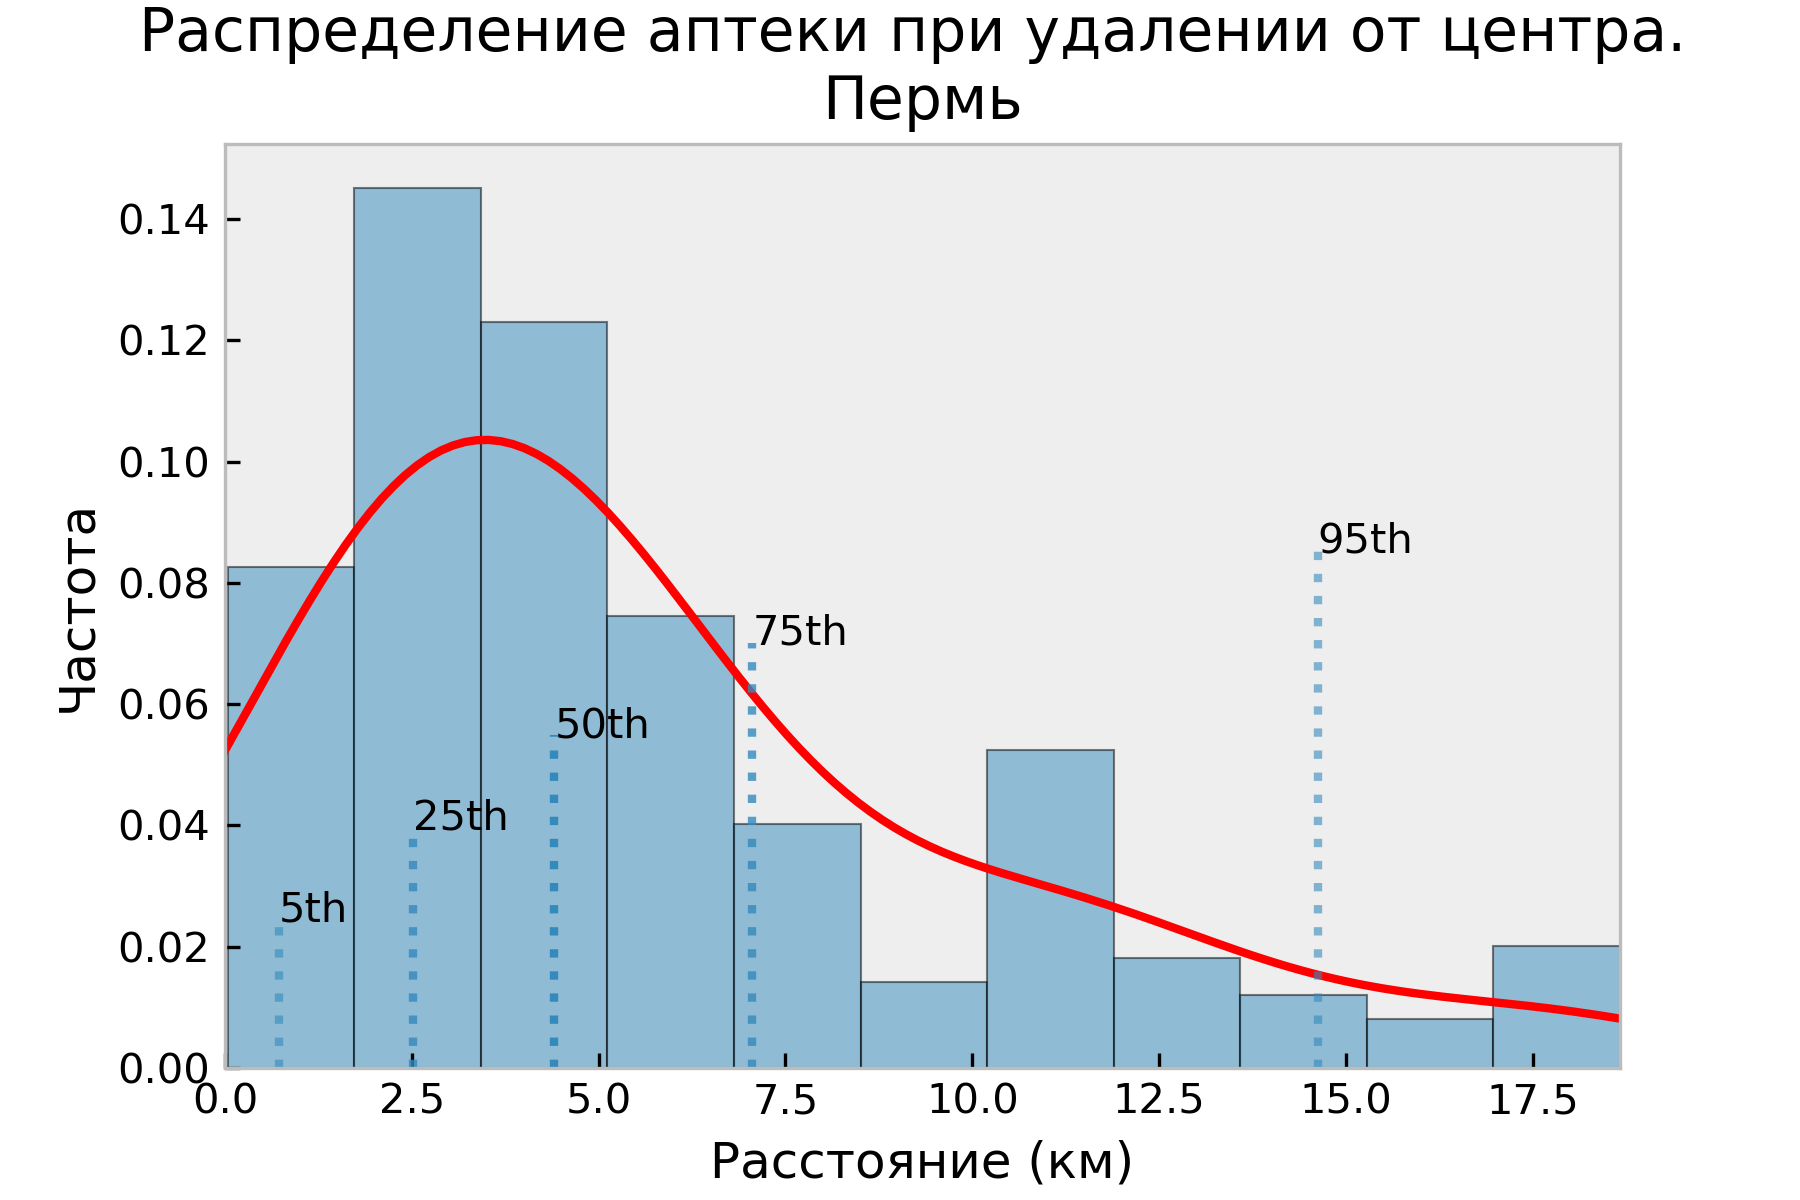 Распределение аптеки при удалении от центра.
Пермь
Частота
0.14
0.12
0.10
0.08
0.06
0.04
0.02
0.00
5th
25th
50th
75th
95th
0.0 2.5 5.0 7.5 10.0 12.5 15.0 17.5
Расстояние (км)